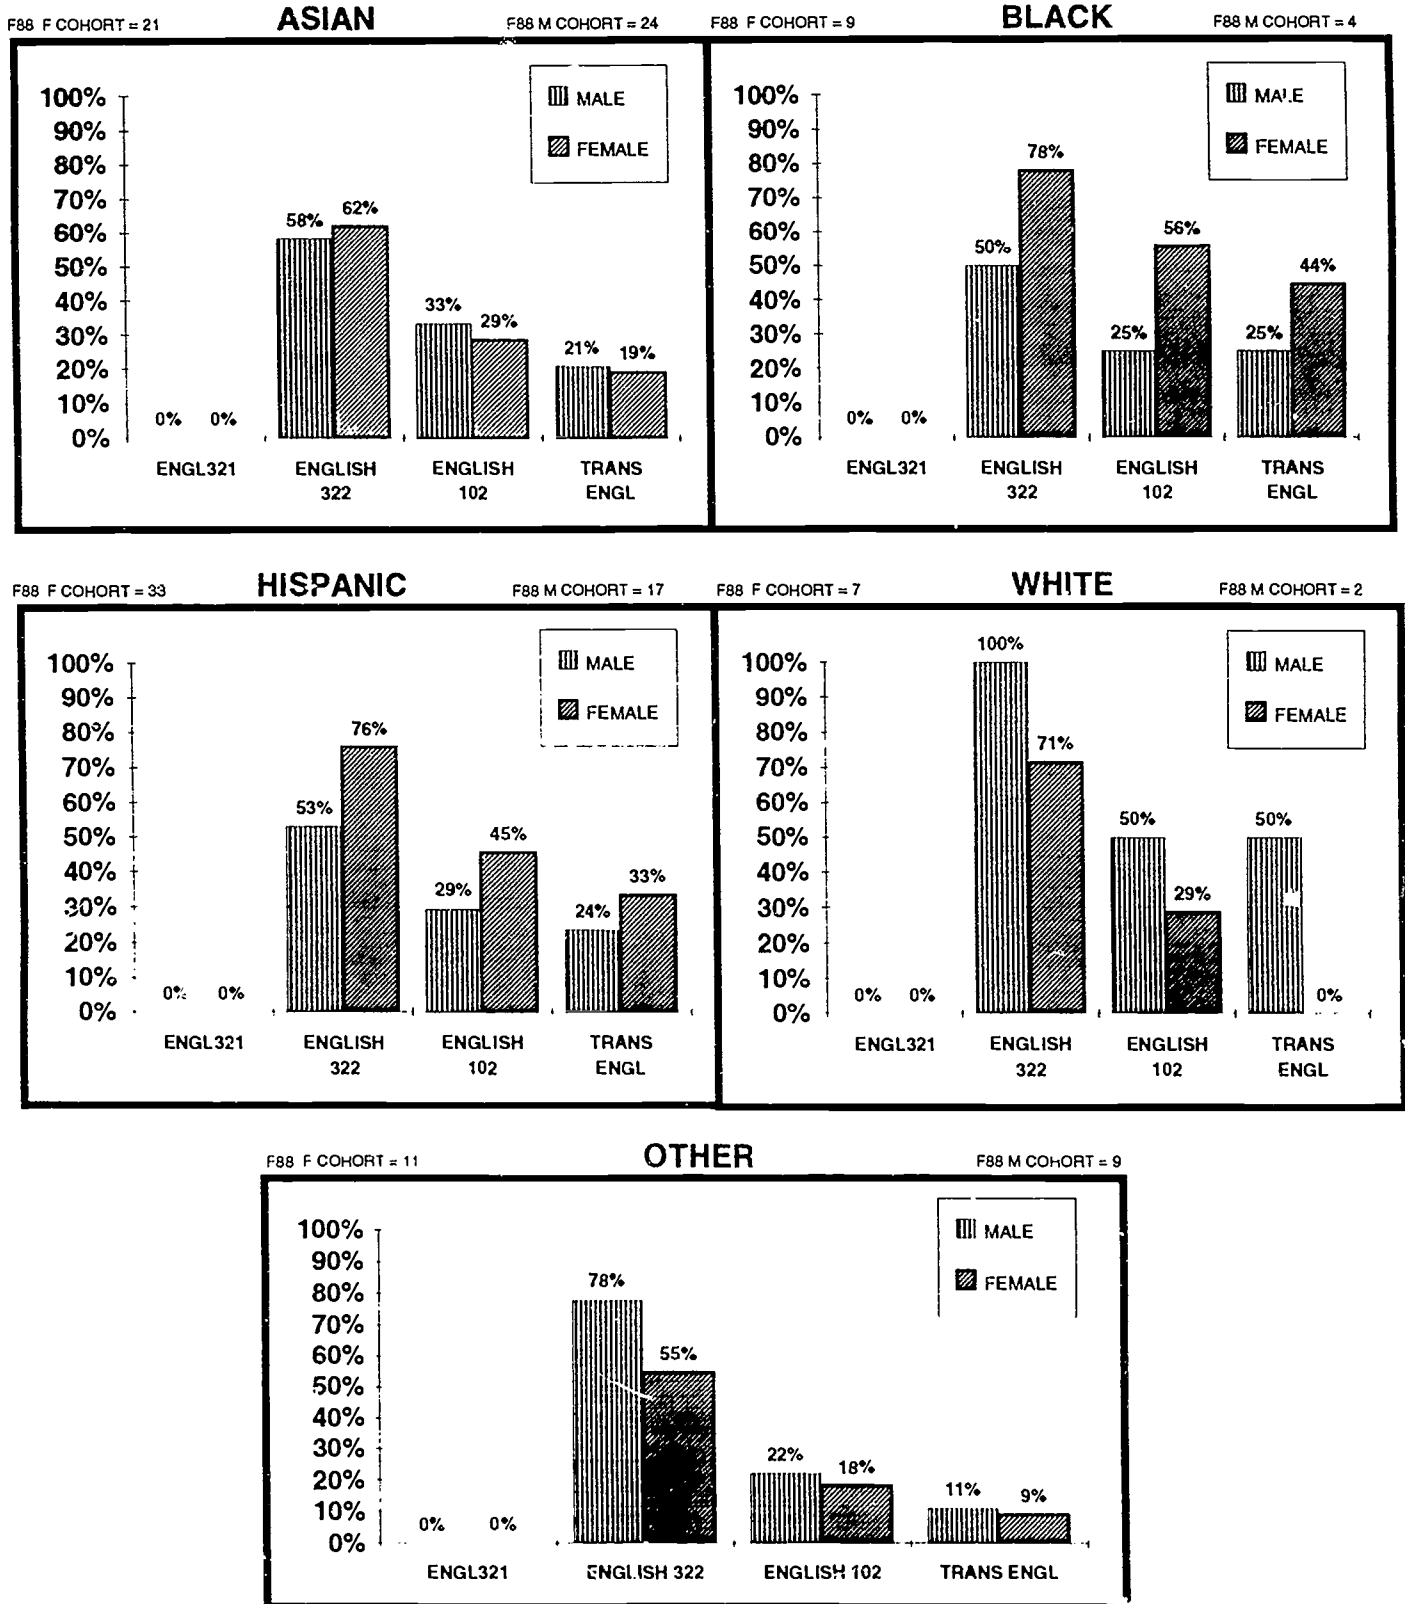 F88 F COHORT = 21 ASIAN F88 M COHORT = 24
MALE
FEMALE
100%
90%
80%
70%
60%
50%
40%
30%
20%
10%
0%
0% 0% 58% 62% 33% 29% 21% 19%
ENGL321 ENGLISH ENGLISH TRANS
322 102 ENGL
F88 F COHORT = 9 BLACK F88 M COHORT = 4
MALE
FEMALE
100%
90%
80%
70%
60%
50%
40%
30%
20%
10%
0%
0% 0% 50% 78% 25% 56% 25% 44%
ENGL321 ENGLISH ENGLISH TRANS
322 102 ENGL
F88 F COHORT = 33 HISPANIC F88 M COHORT = 17
MALE
FEMALE
100%
90%
80%
70%
60%
50%
40%
30%
20%
10%
0%
0% 0% 53% 76% 29% 45% 24% 33%
ENGL321 ENGLISH ENGLISH TRANS
322 102 ENGL
F88 F COHORT = 7 WHITE F88 M COHORT = 2
MALE
FEMALE
100%
90%
80%
70%
60%
50%
40%
30%
20%
10%
0%
0% 0% 100% 71% 50% 29% 50% 0%
ENGL321 ENGLISH ENGLISH TRANS
322 102 ENGL
F88 F COHORT = 11 OTHER F88 M COHORT = 9
MALE
FEMALE
100%
90%
80%
70%
60%
50%
40%
30%
20%
10%
0%
0% 0% 78% 55% 22% 18% 11% 9%
ENGL321 ENGLISH 322 ENGLISH 102 TRANS ENGL